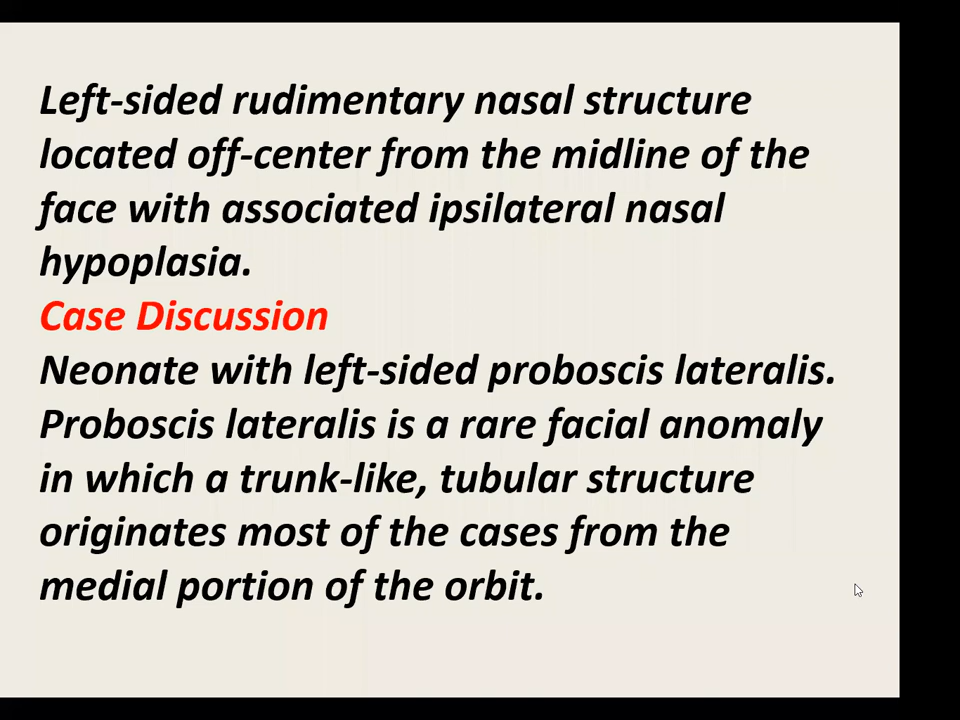 Left-sided rudimentary nasal structure
located off-center from the midline of the
face with associated ipsilateral nasal
hypoplasia.
Case Discussion
Neonate with left-sided proboscis lateralis.
Proboscis lateralis is a rare facial anomaly
in which a trunk-like, tubular structure
originates most of the cases from the
medial portion of the orbit.